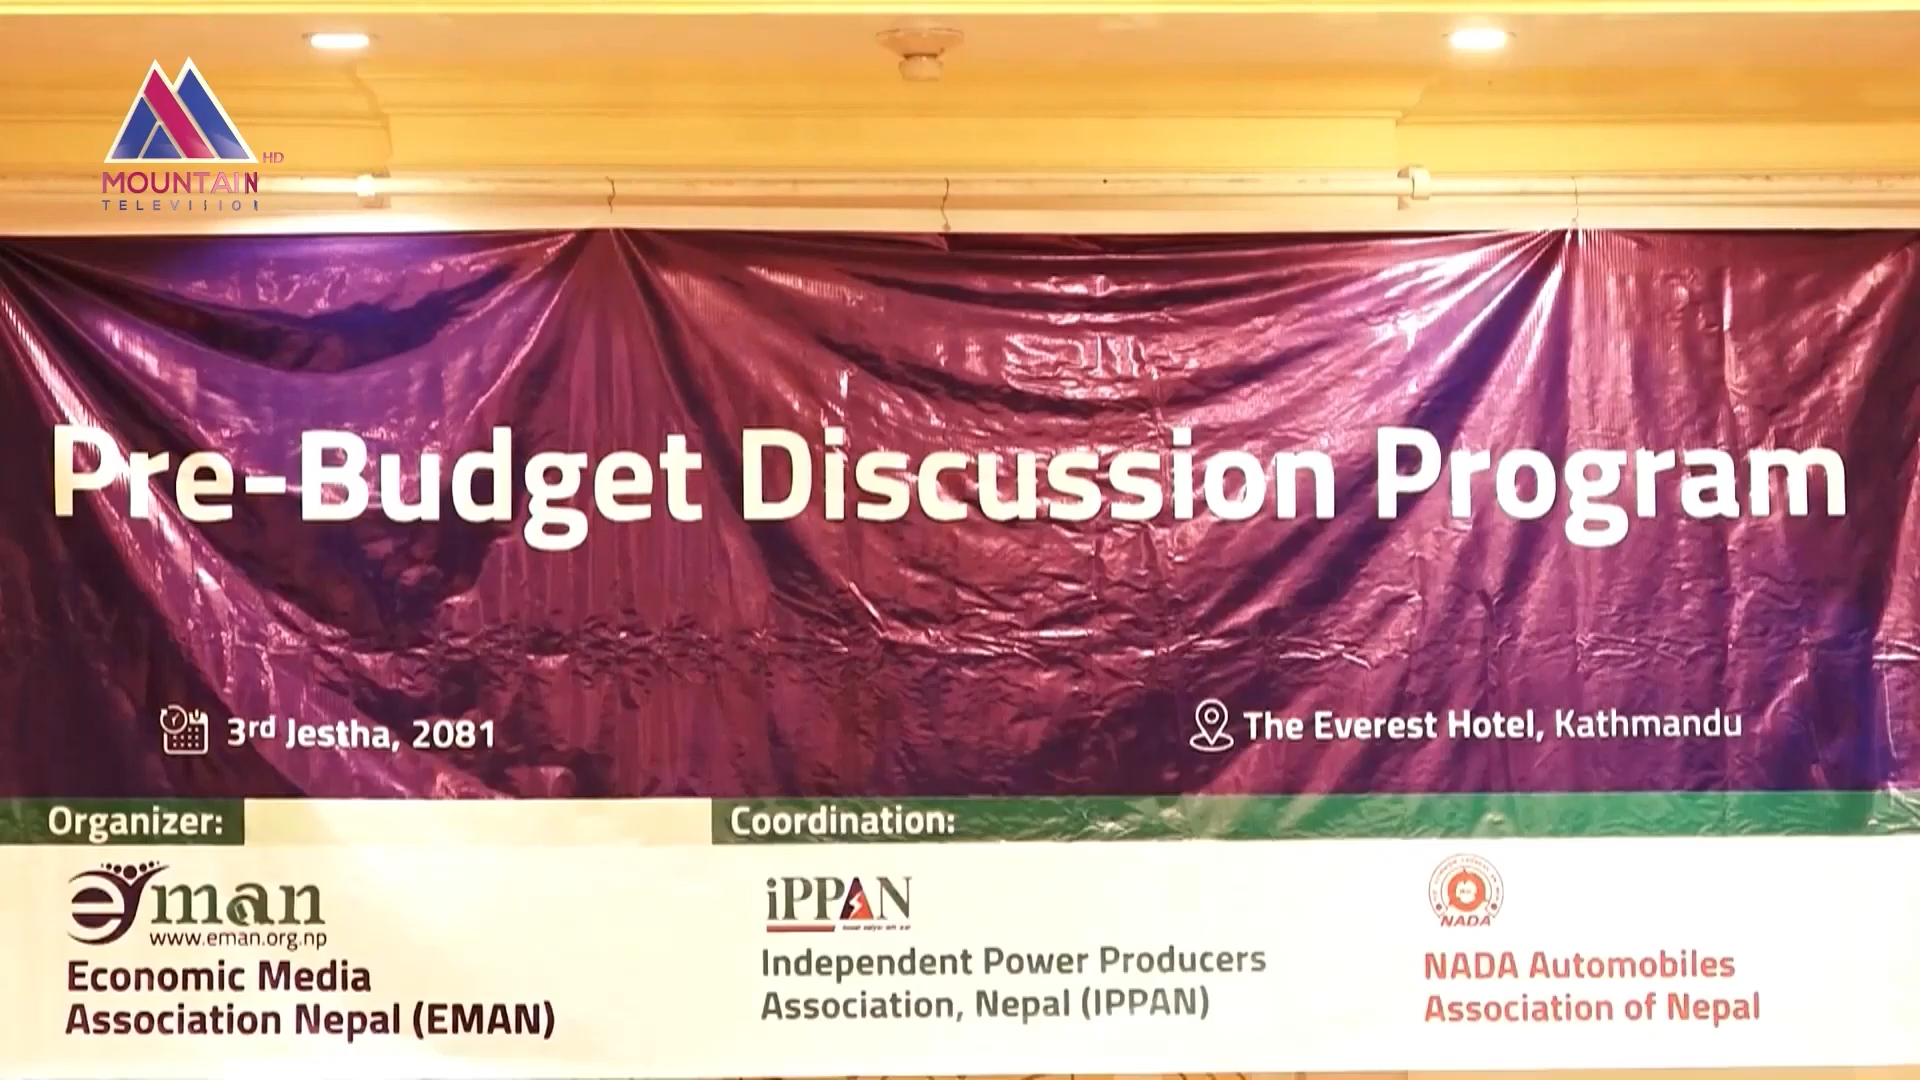 HD
MOUNTAIN
TELEVISION
Pre-Budget Discussion Program
3rd Jestha, 2081
The Everest Hotel, Kathmandu
Organizer:
eman
www.eman.org.np
Economic Media
Association Nepal (EMAN)
Coordination:
iPPAN
Independent Power Producers
Association, Nepal (IPPAN)
NADA
NADA Automobiles
Association of Nepal